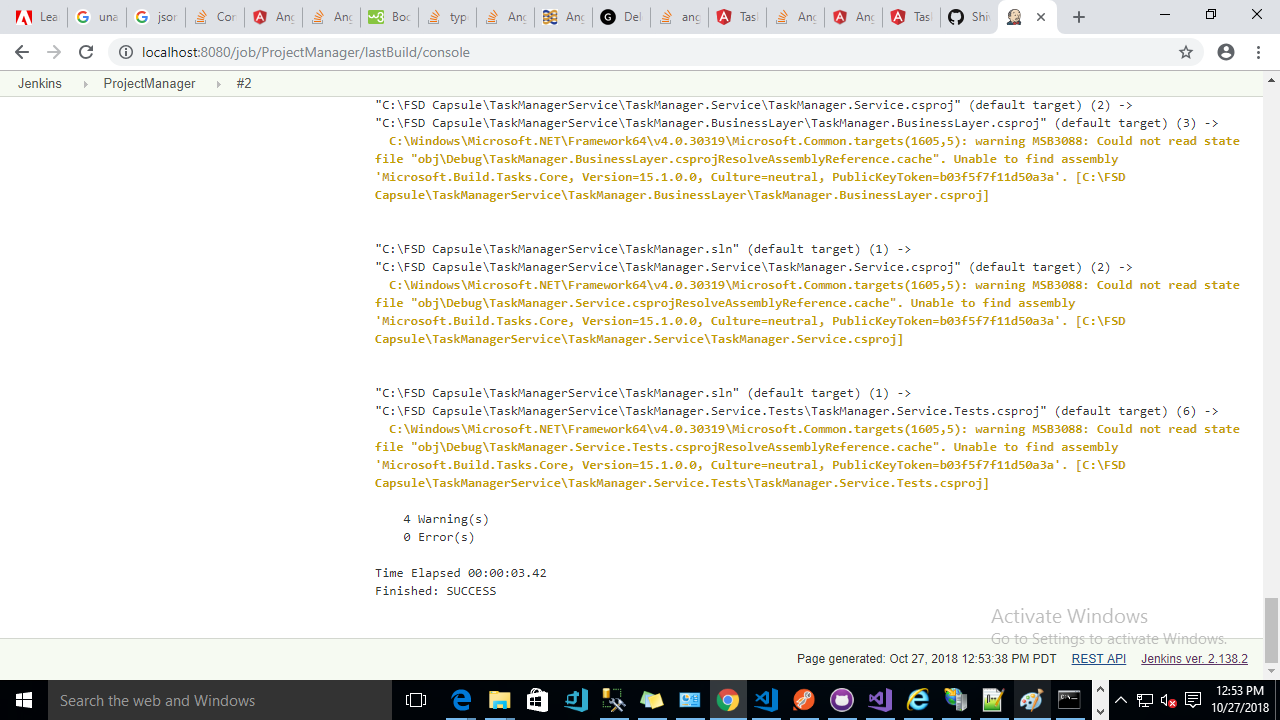 Lea
una
jsor
Cor
Ang
Ang
Boc
type
Ang
Ang
Del
ang
Task
Ang
Ang
Task
Shiv
localhost:8080/job/ProjectManager/lastBuild/console
Jenkins ProjectManager #2
"C:\FSD Capsule\TaskManagerService\TaskManager.Service\TaskManager.Service.csproj" (default target) (2) ->
"C:\FSD Capsule\TaskManagerService\TaskManager.BusinessLayer\TaskManager.BusinessLayer.csproj" (default target) (3) ->
C:\Windows\Microsoft.NET\Framework64\v4.0.30319\Microsoft.Common.targets(1605,5): warning MSB3088: Could not read state
file "obj\Debug\TaskManager.BusinessLayer.csprojResolveAssemblyReference.cache". Unable to find assembly
'Microsoft.Build.Tasks.Core, Version=15.1.0.0, Culture=neutral, PublicKeyToken=b03f5f7f11d50a3a'. [C:\FSD
Capsule\TaskManagerService\TaskManager.BusinessLayer\TaskManager.BusinessLayer.csproj]
"C:\FSD Capsule\TaskManagerService\TaskManager.sln" (default target) (1) ->
"C:\FSD Capsule\TaskManagerService\TaskManager.Service\TaskManager.Service.csproj" (default target) (2) ->
C:\Windows\Microsoft.NET\Framework64\v4.0.30319\Microsoft.Common.targets(1605,5): warning MSB3088: Could not read state
file "obj\Debug\TaskManager.Service.csprojResolveAssemblyReference.cache". Unable to find assembly
'Microsoft.Build.Tasks.Core, Version=15.1.0.0, Culture=neutral, PublicKeyToken=b03f5f7f11d50a3a'. [C:\FSD
Capsule\TaskManagerService\TaskManager.Service\TaskManager.Service.csproj]
"C:\FSD Capsule\TaskManagerService\TaskManager.sln" (default target) (1) ->
"C:\FSD Capsule\TaskManagerService\TaskManager.Service.Tests\TaskManager.Service.Tests.csproj" (default target) (6) ->
C:\Windows\Microsoft.NET\Framework64\v4.0.30319\Microsoft.Common.targets(1605,5): warning MSB3088: Could not read state
file "obj\Debug\TaskManager.Service.Tests.csprojResolveAssemblyReference.cache". Unable to find assembly
'Microsoft.Build.Tasks.Core, Version=15.1.0.0, Culture=neutral, PublicKeyToken=b03f5f7f11d50a3a'. [C:\FSD
Capsule\TaskManagerService\TaskManager.Service.Tests\TaskManager.Service.Tests.csproj]
4 Warning(s)
0 Error(s)
Time Elapsed 00:00:03.42
Finished: SUCCESS
Activate Windows
Go to Settings to activate Windows.
Page generated: Oct 27, 2018 12:53:38 PM PDT REST API Jenkins ver. 2.138.2
Search the web and Windows
12:53 PM
10/27/2018